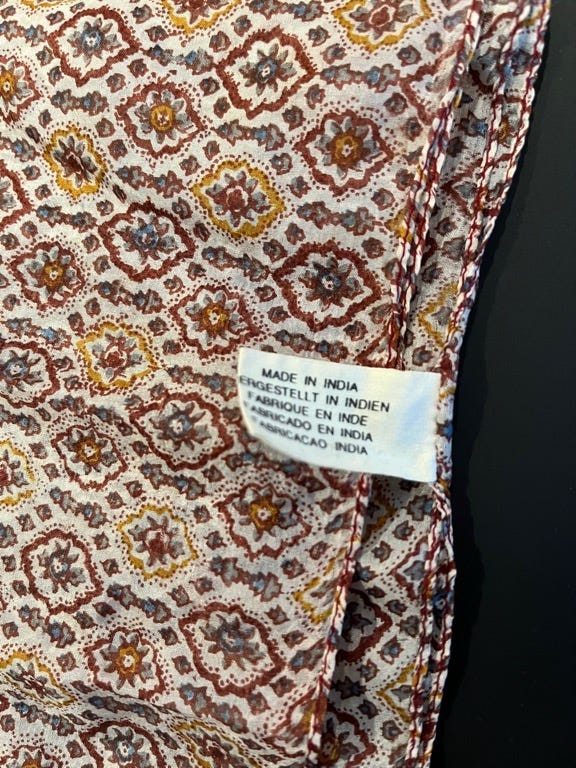 MADE IN INDIA
ERGESTELLT IN INDIEN
FABRIQUE EN INDE
FABRICADO EN INDIA
FABRICACAO INDIA